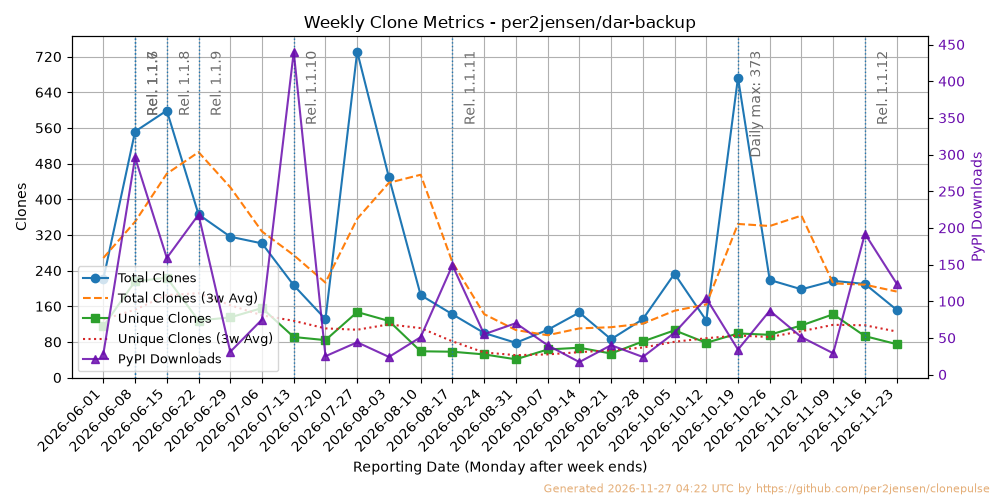 Weekly Clone Metrics - per2jensen/dar-backup
Clones
720
640
560
480
400
320
240
160
80
0
450
400
350
300
250
200
150
100
50
0
PyPI Downloads
Rel. 1.1.8
Rel. 1.1.9
Rel. 1.1.10
Rel. 1.1.11
Daily max: 373
Rel. 1.1.12
Total Clones
Total Clones (3w Avg)
Unique Clones
Unique Clones (3w Avg)
PyPI Downloads
2026-06-01
2026-06-08
2026-06-15
2026-06-22
2026-06-29
2026-07-06
2026-07-13
2026-07-20
2026-07-27
2026-08-03
2026-08-10
2026-08-17
2026-08-24
2026-08-31
2026-09-07
2026-09-14
2026-09-21
2026-09-28
2026-10-05
2026-10-12
2026-10-19
2026-10-26
2026-11-02
2026-11-09
2026-11-16
2026-11-23
Reporting Date (Monday after week ends)
Generated 2026-11-27 04:22 UTC by https://github.com/per2jensen/clonepulse